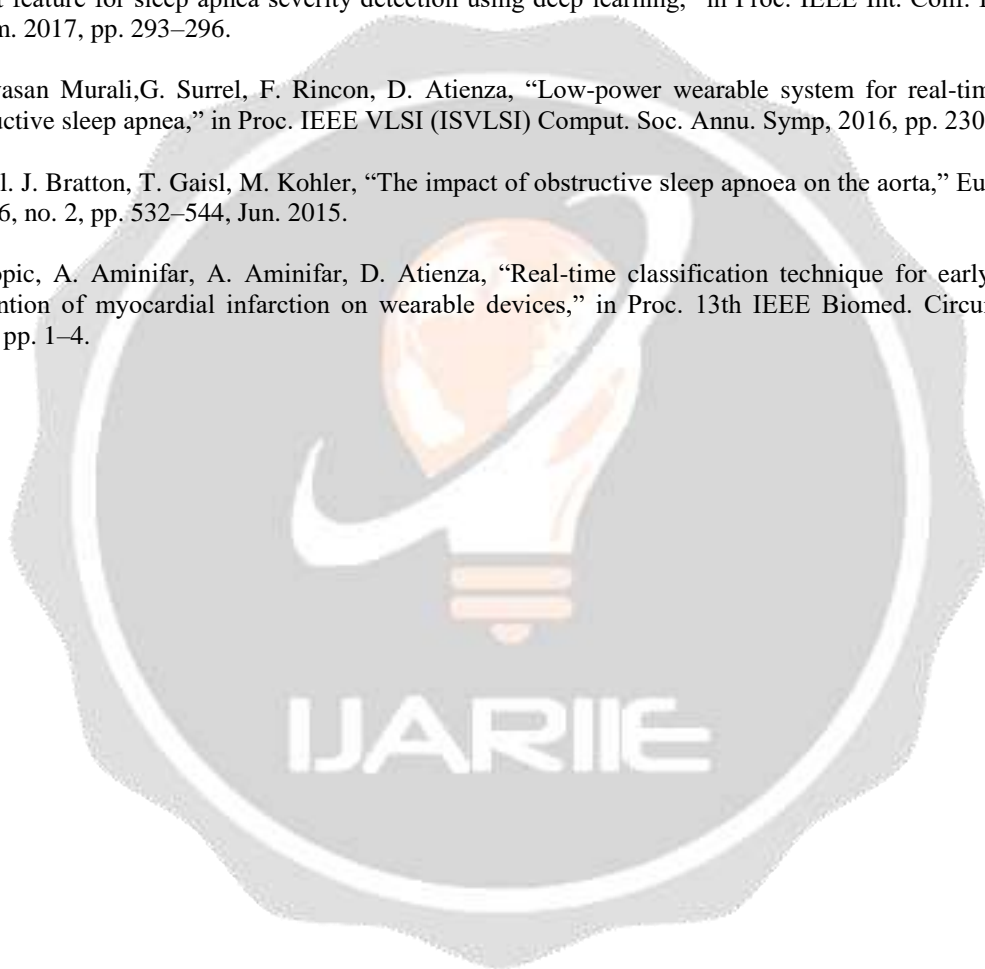 feature for sleep apnea severity detection using deep learning," in Proc. IEEE Int. Conf.
m. 2017, pp. 293–296.
asan Murali,G. Surrel, F. Rincon, D. Atienza, “Low-power wearable system for real-tim
uctive sleep apnea,” in Proc. IEEE VLSI (ISVLSI) Comput. Soc. Annu. Symp, 2016, pp. 230
l. J. Bratton, T. Gaisl, M. Kohler, “The impact of obstructive sleep apnoea on the aorta,” Eu
6, no. 2, pp. 532–544, Jun. 2015.
opic, A. Aminifar, A. Aminifar, D. Atienza, “Real-time classification technique for early
ntion of myocardial infarction on wearable devices,” in Proc. 13th IEEE Biomed. Circu
pp. 1–4.
IJARIIE